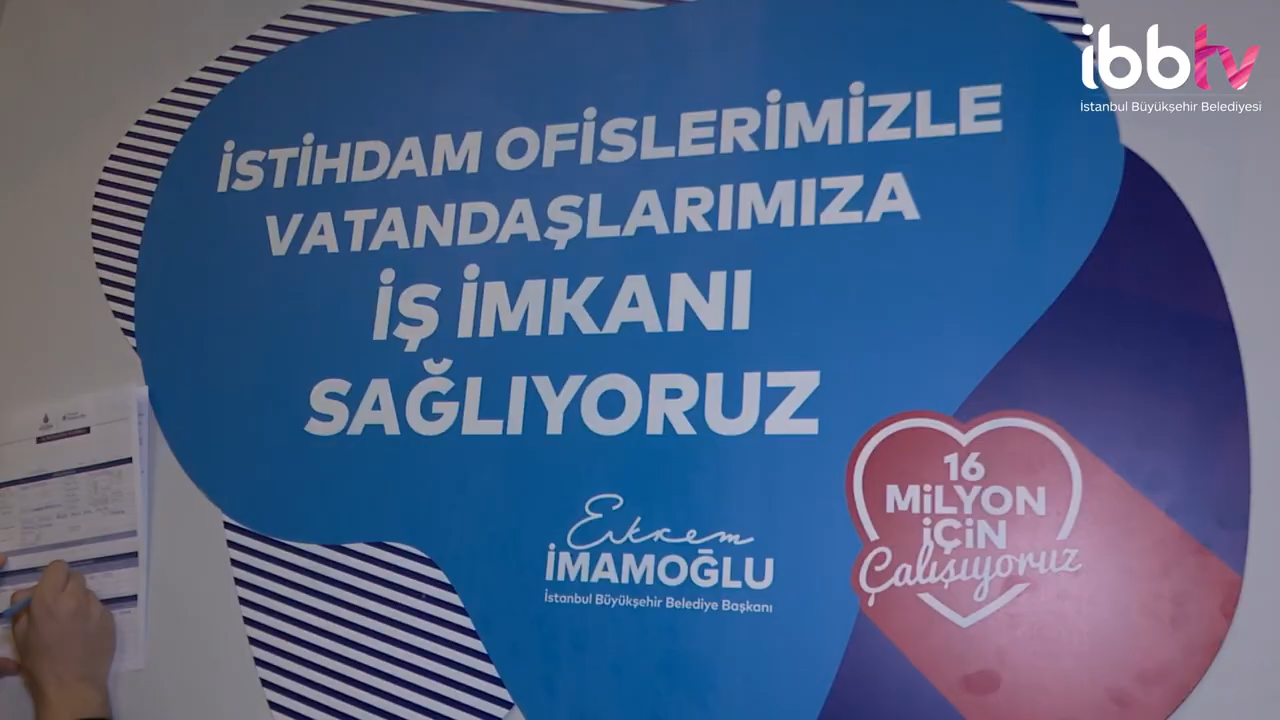 ibbtv
İstanbul Büyükşehir Belediyesi
İSTİHDAM OFİSLERİMİZLE
VATANDAŞLARIMIZA
İŞ İMKANI
SAĞLIYORUZ
Ekrem
İMAMOĞLU
İstanbul Büyükşehir Belediye Başkanı
16
MİLYON
İÇİN
Çalışıyoruz